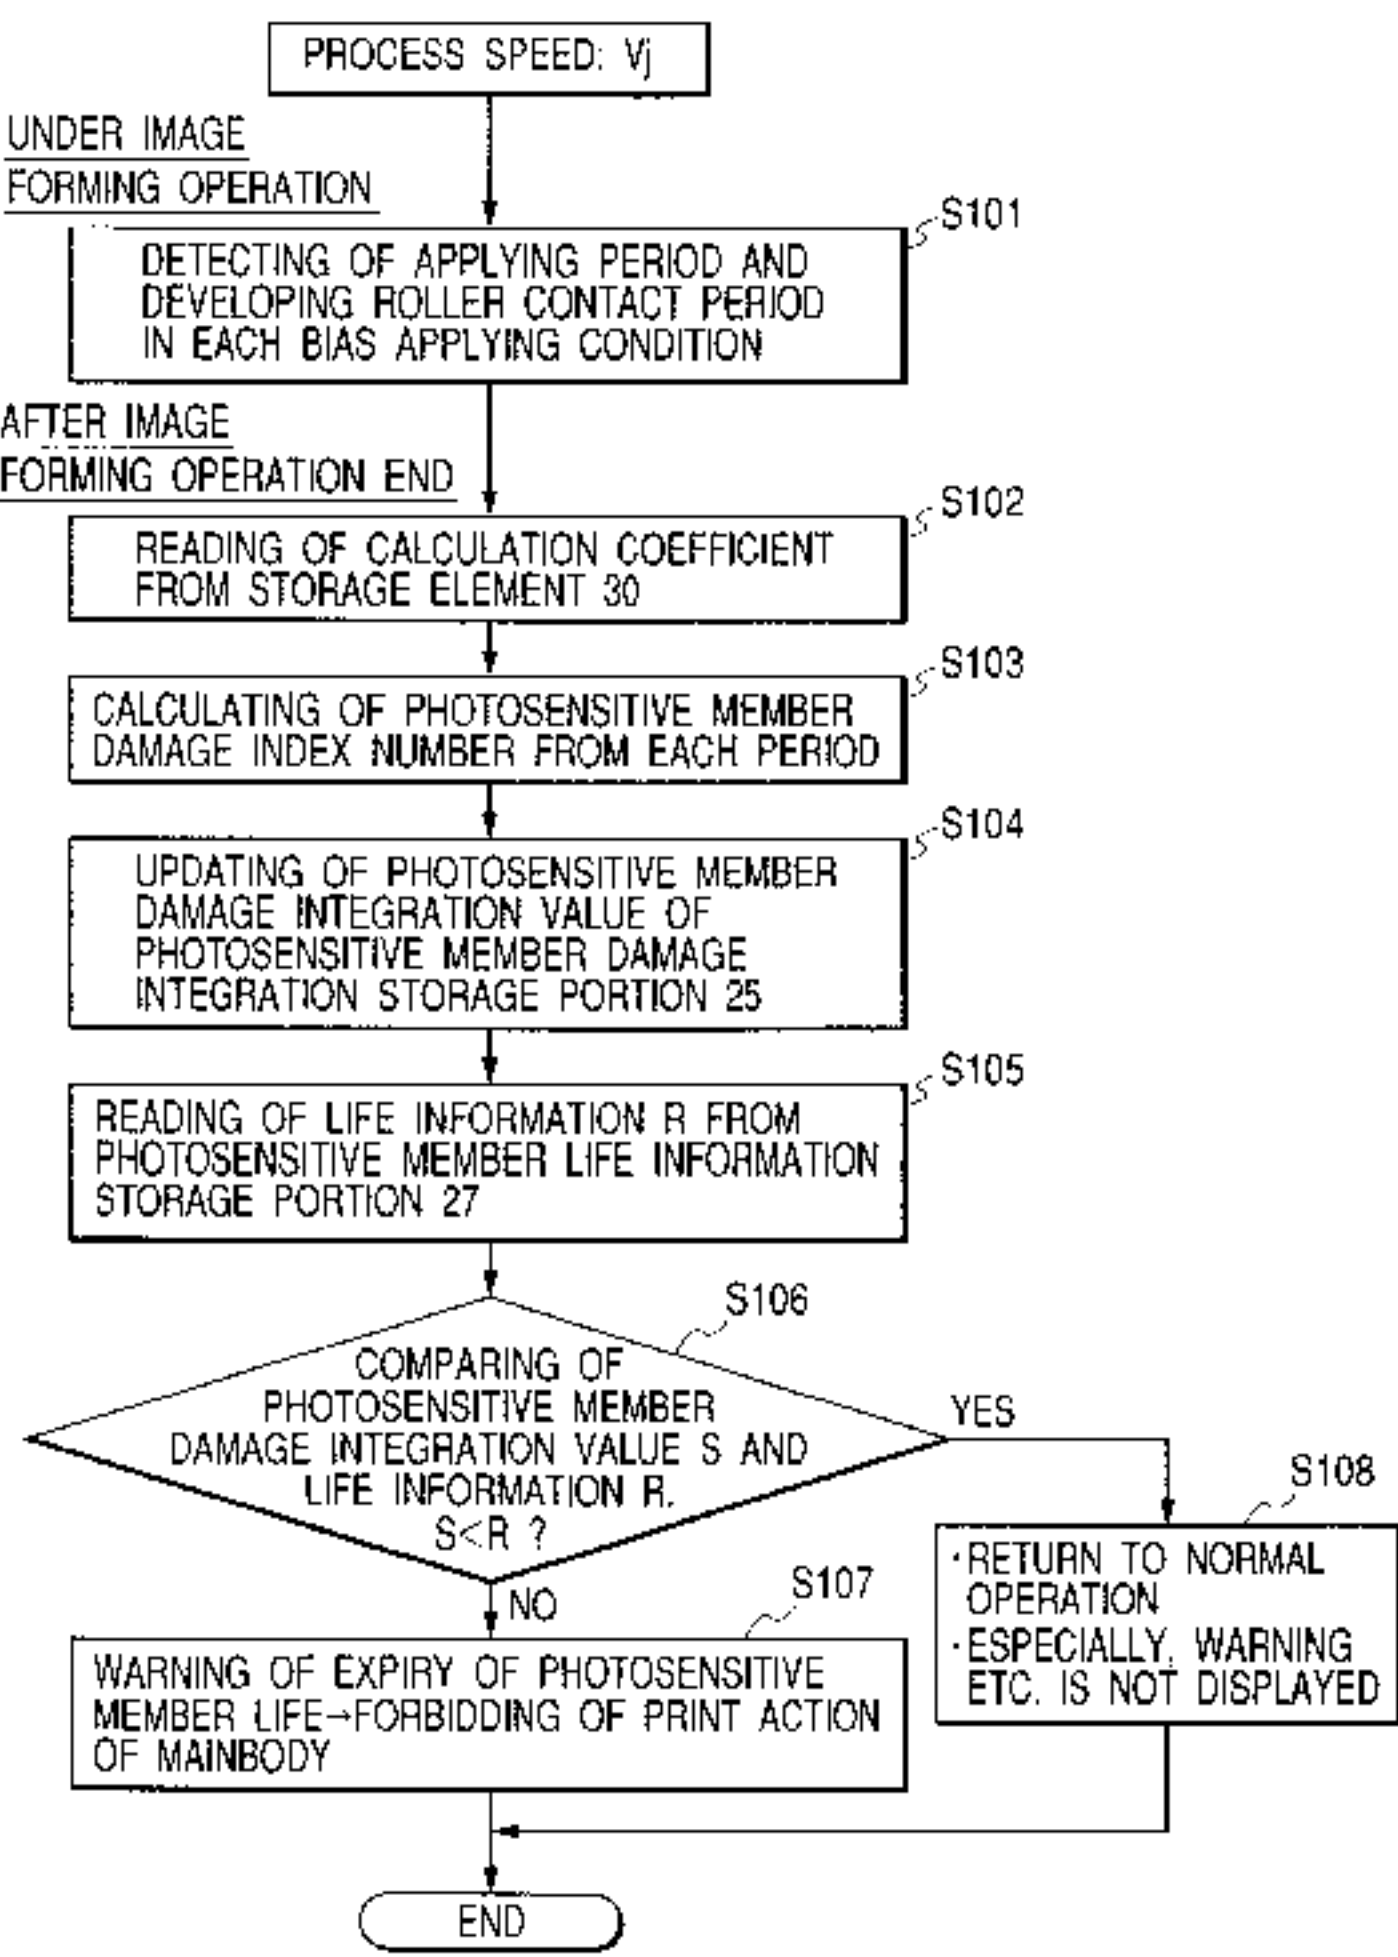 PROCESS SPEED: Vj
UNDER IMAGE
FORMING OPERATION
S101
DETECTING OF APPLYING PERIOD AND
DEVELOPING ROLLER CONTACT PERIOD
IN EACH BIAS APPLYING CONDITION
AFTER IMAGE
FORMING OPERATION END
S102
READING OF CALCULATION COEFFICIENT
FROM STORAGE ELEMENT 30
S103
CALCULATING OF PHOTOSENSITIVE MEMBER
DAMAGE INDEX NUMBER FROM EACH PERIOD
S104
UPDATING OF PHOTOSENSITIVE MEMBER
DAMAGE INTEGRATION VALUE OF
PHOTOSENSITIVE MEMBER DAMAGE
INTEGRATION STORAGE PORTION 25
S105
READING OF LIFE INFORMATION R FROM
PHOTOSENSITIVE MEMBER LIFE INFORMATION
STORAGE PORTION 27
S106
COMPARING OF
PHOTOSENSITIVE MEMBER
DAMAGE INTEGRATION VALUE S AND
LIFE INFORMATION R.
S<R ?
YES
NO
S108
·RETURN TO NORMAL
OPERATION
·ESPECIALLY, WARNING
ETC. IS NOT DISPLAYED
S107
WARNING OF EXPIRY OF PHOTOSENSITIVE
MEMBER LIFE→FORBIDDING OF PRINT ACTION
OF MAINBODY
END